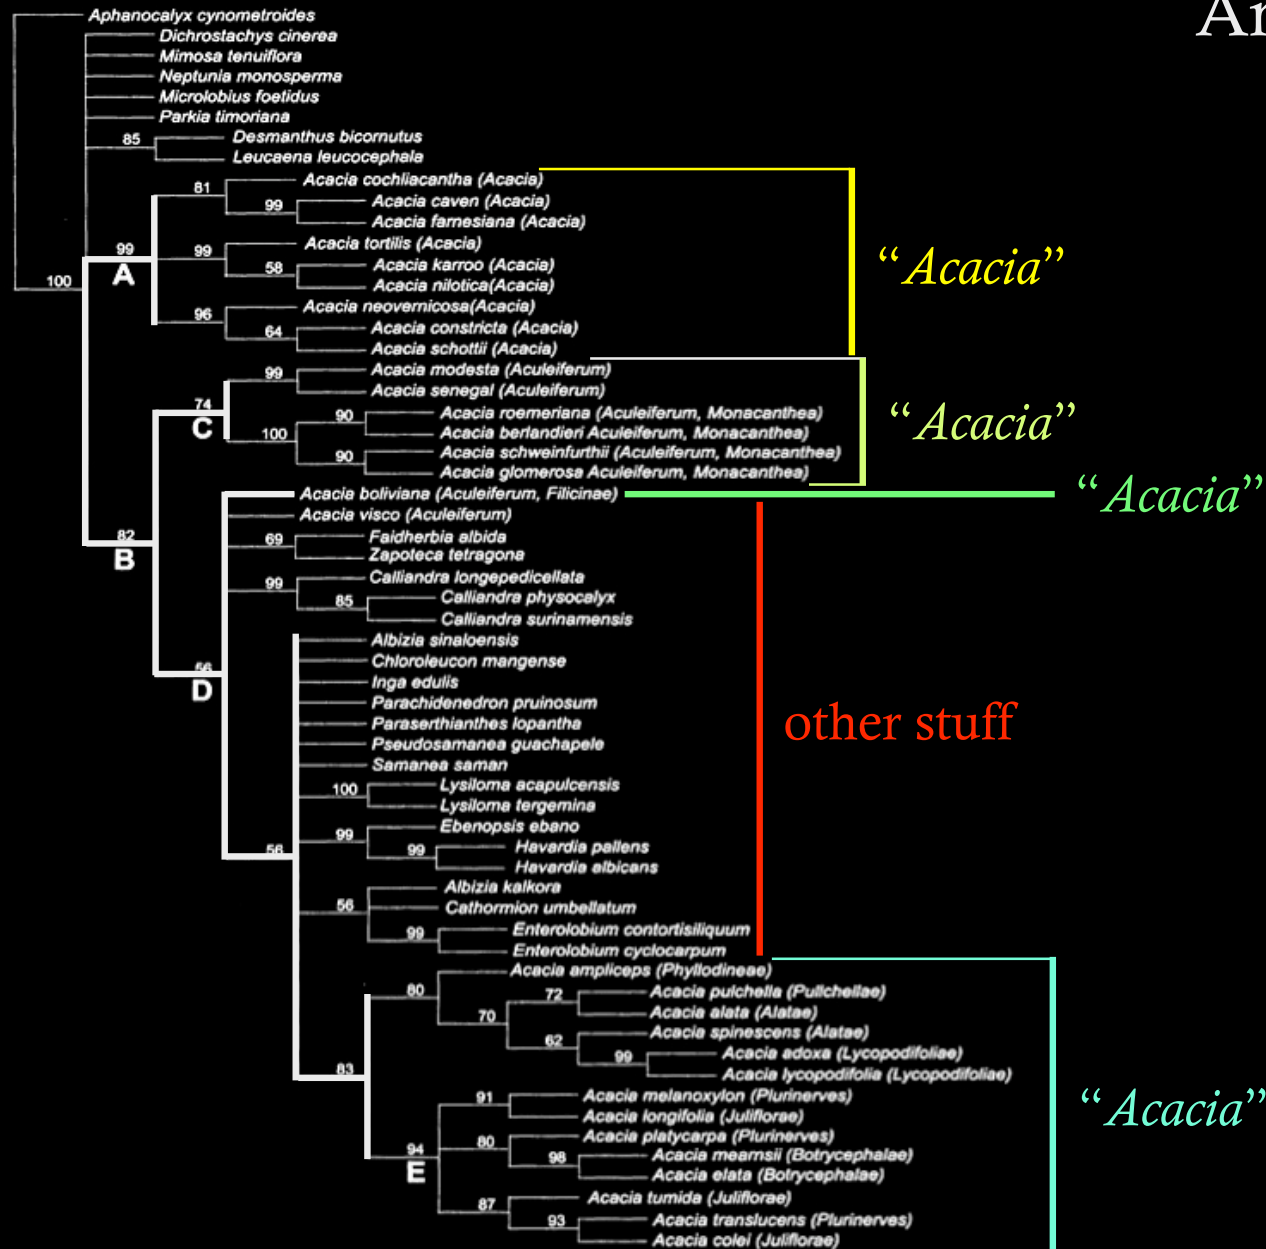 Ar
Aphanocalyx cynometroides
Dichrostachys cinerea
Mimosa tenuiflora
Neptunia monosperma
Microlobius foetidus
Parkia timoriana
85
Desmanthus bicornutus
Leucaena leucocephala
81
Acacia cochliacantha (Acacia)
99
Acacia caven (Acacia)
Acacia farnesiana (Acacia)
99
A
100
99
Acacia tortilis (Acacia)
58
Acacia karroo (Acacia)
Acacia nilotica(Acacia)
“Acacia”
96
Acacia neovernicosa(Acacia)
64
Acacia constricta (Acacia)
Acacia schottii (Acacia)
99
Acacia modesta (Aculeiferum)
Acacia senegal (Aculeiferum)
74
C
100
90
Acacia roemeriana (Aculeiferum, Monacanthea)
Acacia berlandieri Aculeiferum, Monacanthea)
90
Acacia schweinfurthii (Aculeiferum, Monacanthea)
Acacia glomerosa Aculeiferum, Monacanthea)
“Acacia”
Acacia boliviana (Aculeiferum, Filicinae)
“Acacia”
Acacia visco (Aculeiferum)
82
B
69
Faidherbia albida
Zapoteca tetragona
99
Calliandra longepedicellata
85
Calliandra physocalyx
Calliandra surinamensis
56
D
Albizia sinaloensis
Chloroleucon mangense
Inga edulis
Parachidenedron pruinosum
Paraserthianthes lopantha
Pseudosamanea guachapele
Samanea saman
other stuff
100
Lysiloma acapulcensis
Lysiloma tergemina
56
99
Ebenopsis ebano
99
Havardia pallens
Havardia albicans
56
Albizia kalkora
Cathormion umbellatum
99
Enterolobium contortisiliquum
Enterolobium cyclocarpum
83
80
Acacia ampliceps (Phyllodineae)
70
72
Acacia pulchella (Pullchellae)
Acacia alata (Alatae)
62
Acacia spinescens (Alatae)
99
Acacia adoxa (Lycopodifoliae)
Acacia lycopodifolia (Lycopodifoliae)
94
E
91
Acacia melanoxylon (Plurinerves)
Acacia longifolia (Juliflorae)
“Acacia”
80
Acacia platycarpa (Plurinerves)
98
Acacia mearnsii (Botrycephalae)
Acacia elata (Botrycephalae)
87
Acacia tumida (Juliflorae)
93
Acacia translucens (Plurinerves)
Acacia colei (Juliflorae)